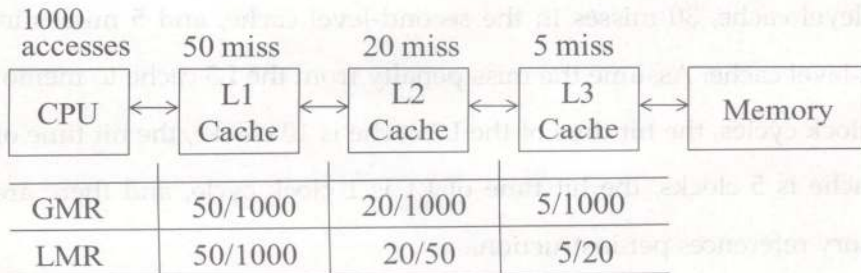 1000
accesses 50 miss 20 miss 5 miss
CPU L1 Cache L2 Cache L3 Cache Memory
GMR 50/1000 20/1000 5/1000
LMR 50/1000 20/50 5/20